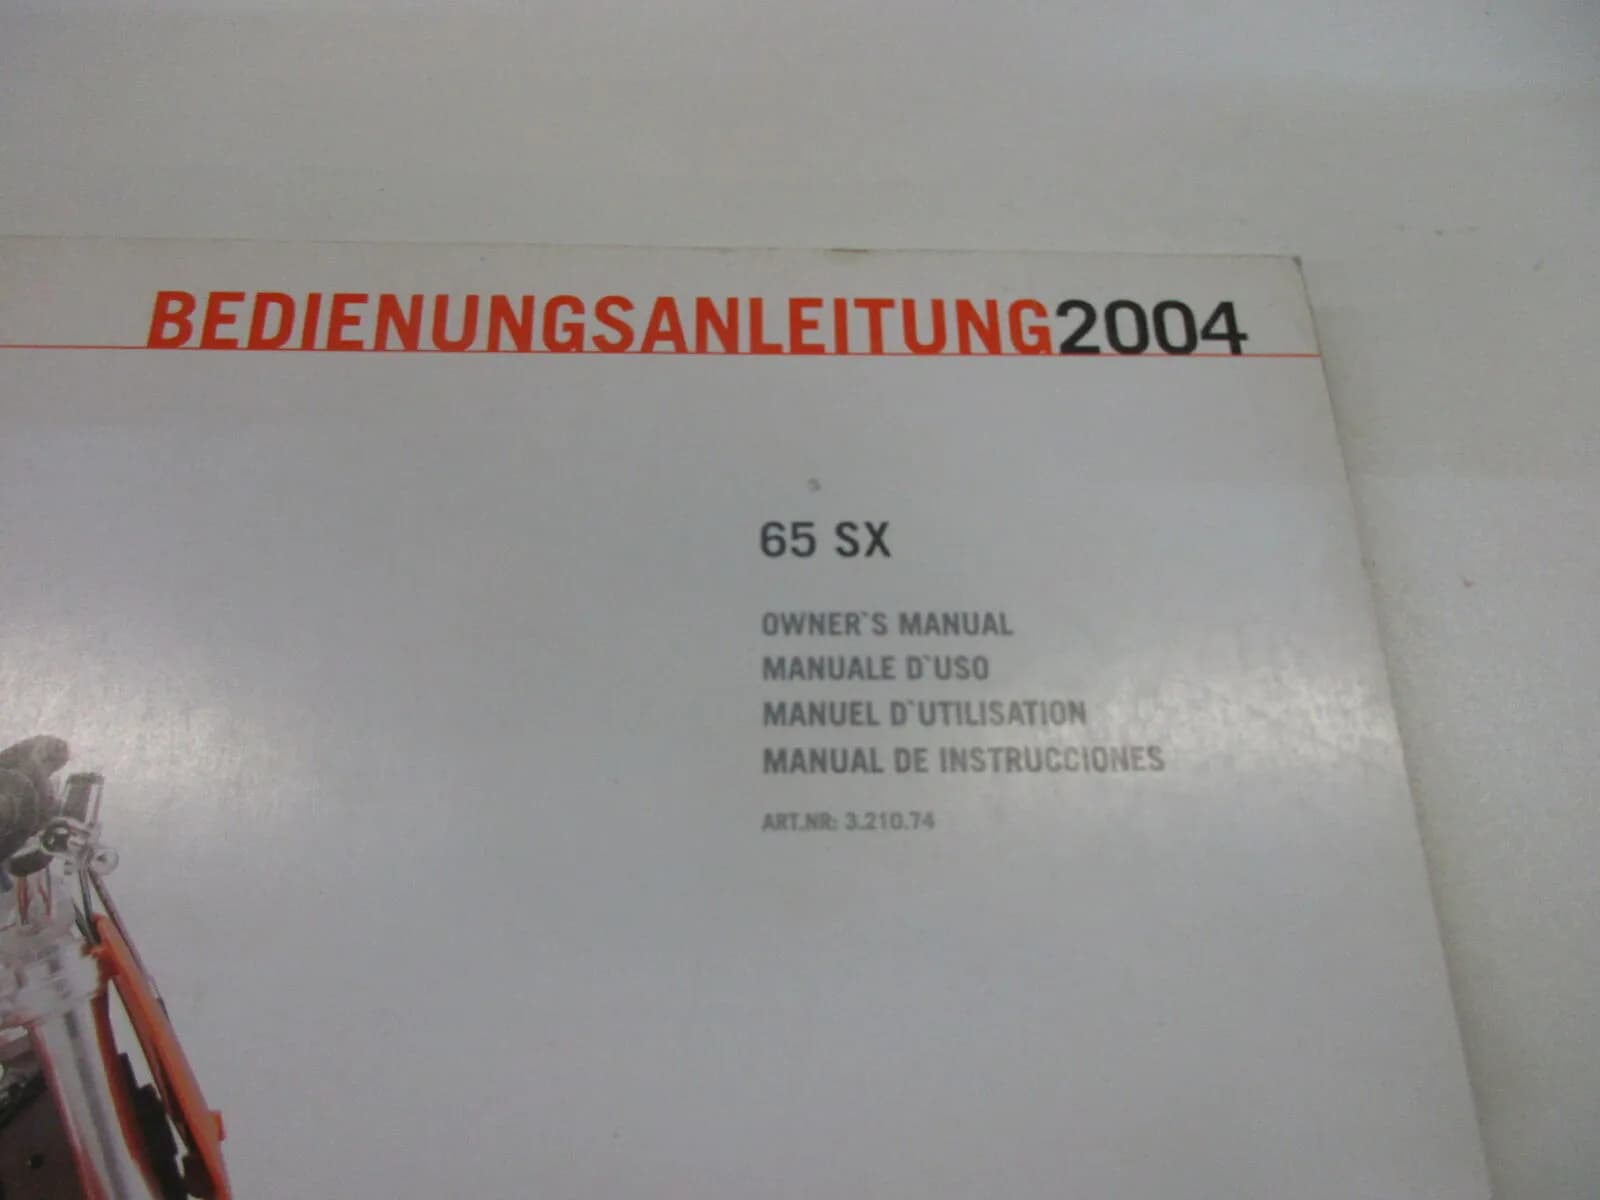 BEDIENUNGSANLEITUNG2004
65 SX
OWNER`S MANUAL
MANUALE D`USO
MANUEL D`UTILISATION
MANUAL DE INSTRUCCIONES
ART.NR: 3.210.74